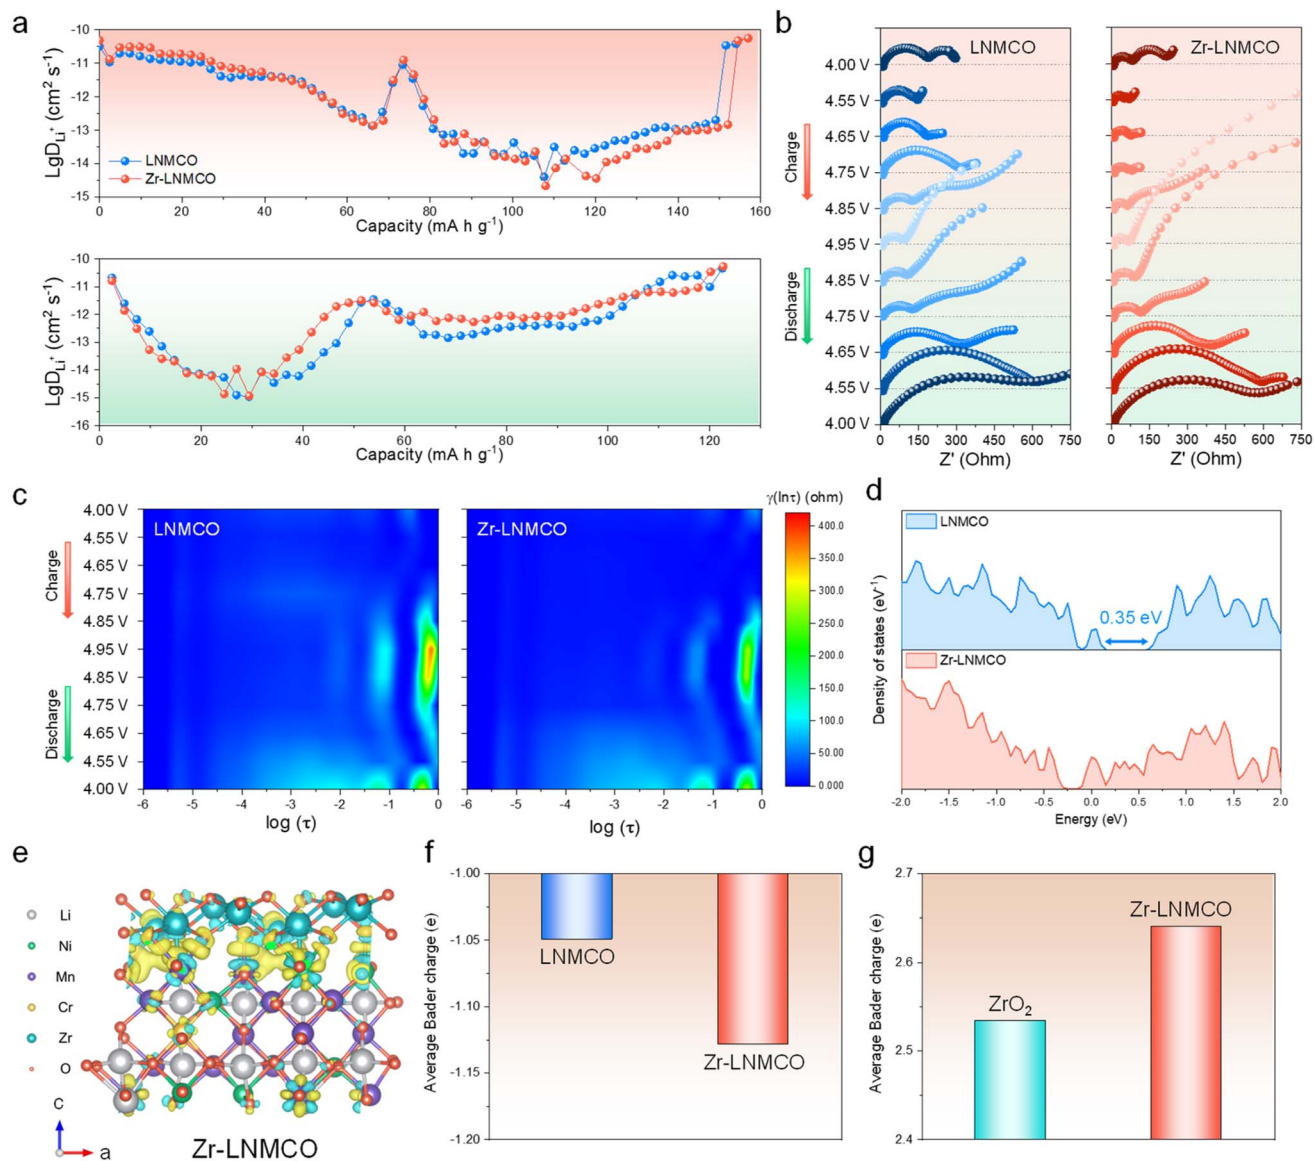 a
-10
-11
-12
-13
-14
-15
LgD_Li⁺ (cm² s⁻¹)
LNMCO
Zr-LNMCO
0 20 40 60 80 100 120 140 160
Capacity (mA h g⁻¹)
-10
-11
-12
-13
-14
-15
-16
LgD_Li⁺ (cm² s⁻¹)
0 20 40 60 80 100 120
Capacity (mA h g⁻¹)
b
LNMCO
Zr-LNMCO
Charge
Discharge
4.00 V
4.55 V
4.65 V
4.75 V
4.85 V
4.95 V
4.85 V
4.75 V
4.65 V
4.55 V
4.00 V
0 150 300 450 600 750
Z' (Ohm)
0 150 300 450 600 750
Z' (Ohm)
c
Charge
Discharge
4.00 V
4.55 V
4.65 V
4.75 V
4.85 V
4.95 V
4.85 V
4.75 V
4.65 V
4.55 V
4.00 V
LNMCO
Zr-LNMCO
-6 -5 -4 -3 -2 -1 0
log (τ)
-6 -5 -4 -3 -2 -1 0
log (τ)
γ(lnτ) (ohm)
400.0
350.0
300.0
250.0
200.0
150.0
100.0
50.00
0.000
d
LNMCO
0.35 eV
Zr-LNMCO
Density of states (eV⁻¹)
-2.0 -1.5 -1.0 -0.5 0.0 0.5 1.0 1.5 2.0
Energy (eV)
e
Li
Ni
Mn
Cr
Zr
O
c
a
Zr-LNMCO
f
-1.00
-1.05
-1.10
-1.15
-1.20
Average Bader charge (e)
LNMCO
Zr-LNMCO
g
2.7
2.6
2.5
2.4
Average Bader charge (e)
ZrO₂
Zr-LNMCO